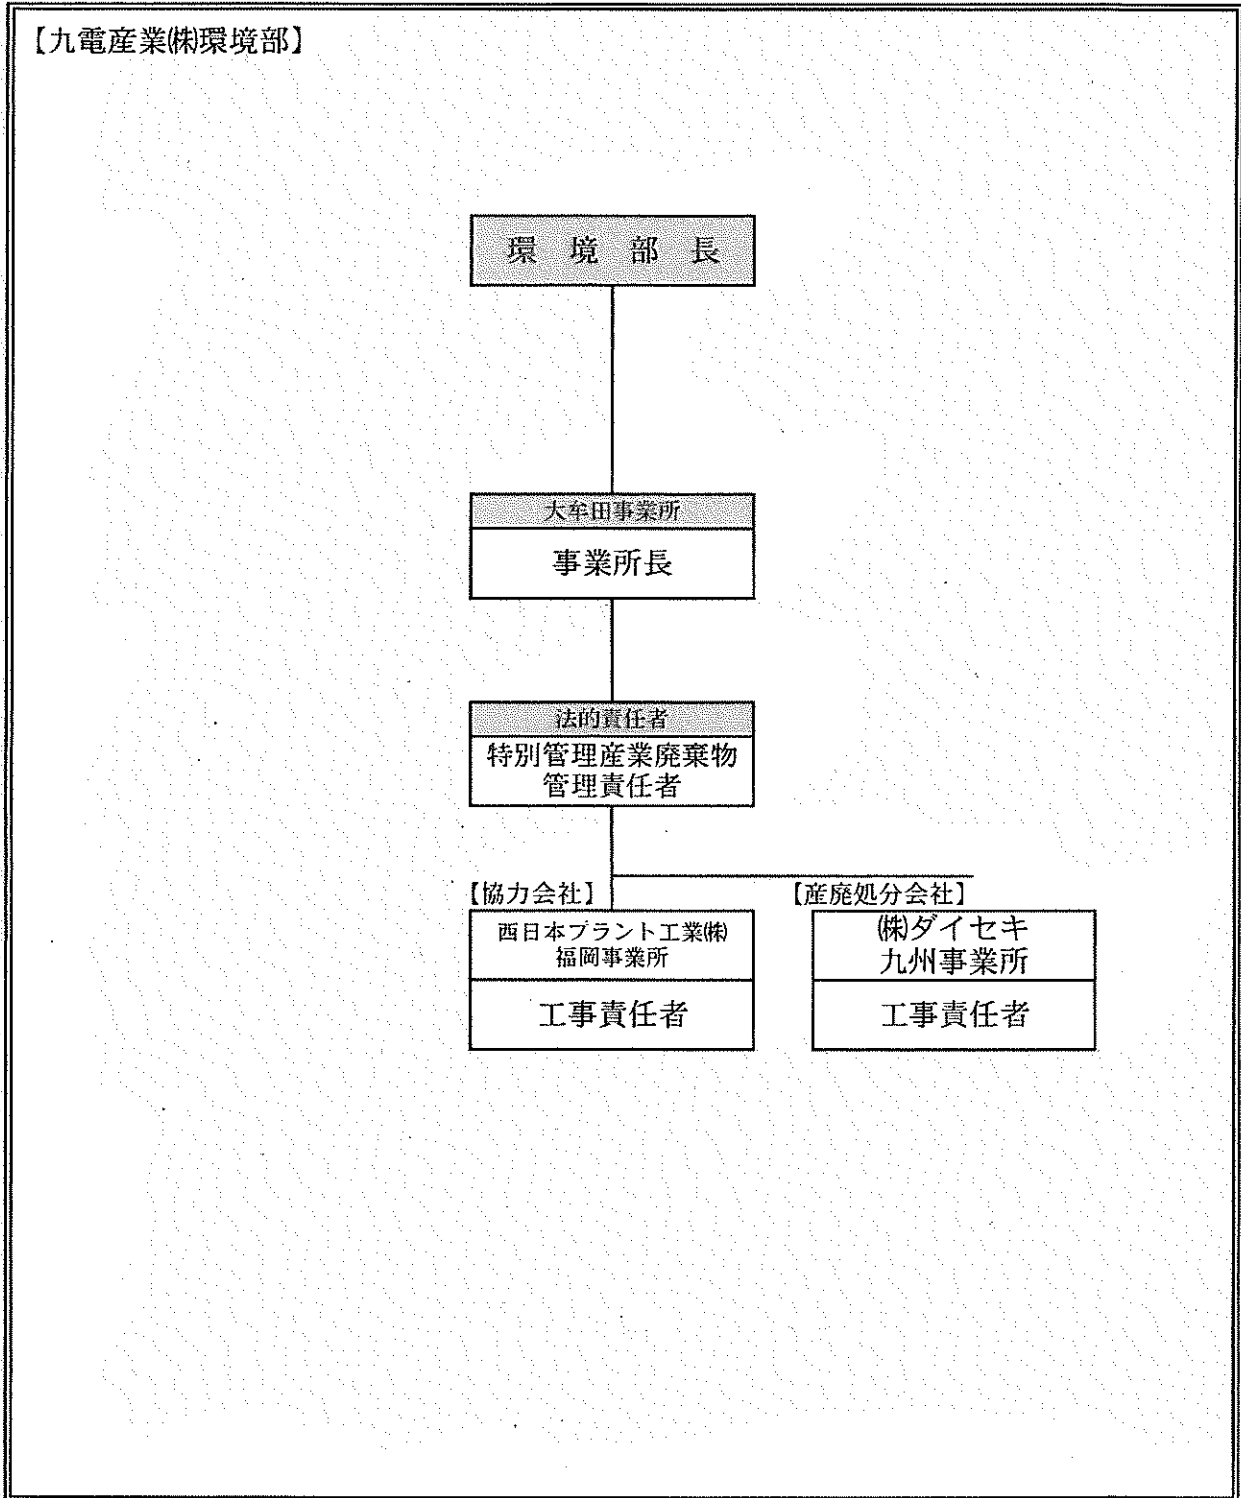 【九電産業㈱環境部】
環境部長
大牟田事業所
事業所長
法的責任者
特別管理産業廃棄物
管理責任者
【協力会社】
西日本プラント工業㈱
福岡事業所
工事責任者
【産廃処分会社】
㈱ダイセキ
九州事業所
工事責任者